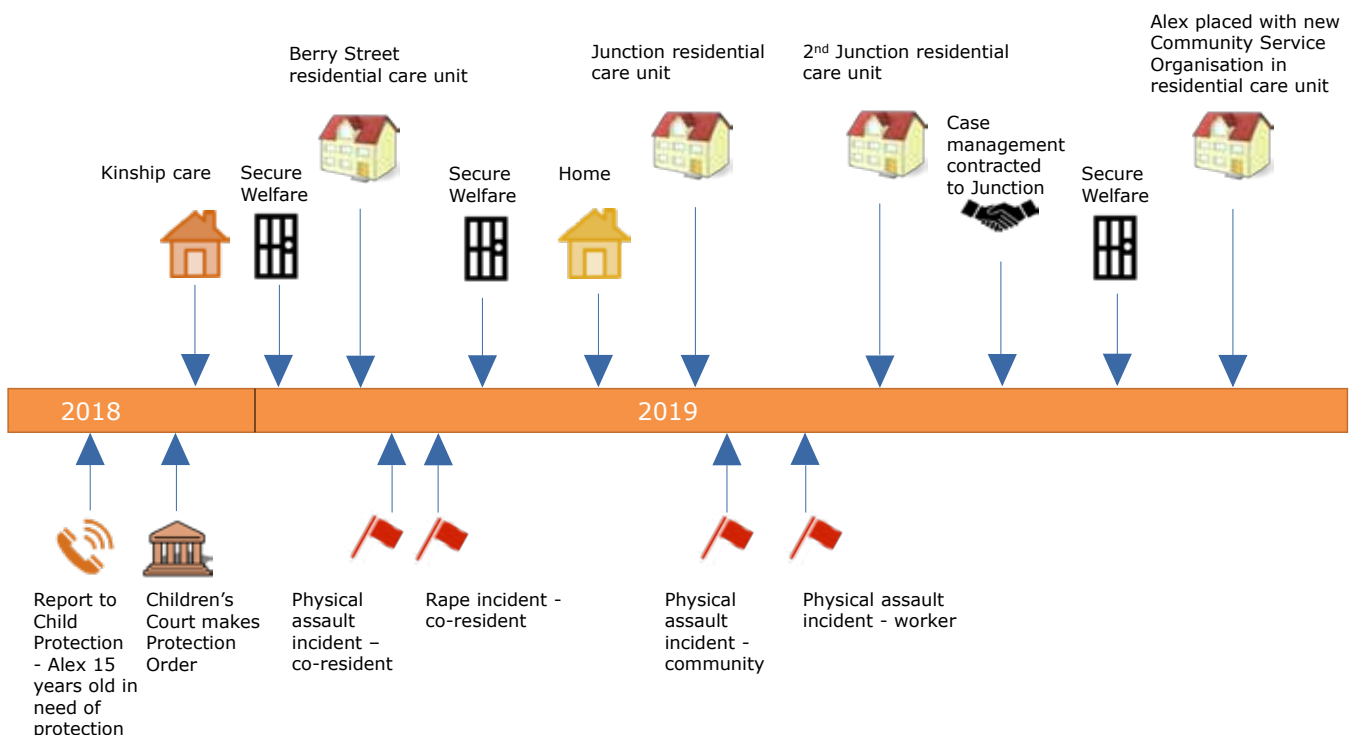 Berry Street
residential care unit
Junction residential
care unit
2nd Junction residential
care unit
Alex placed with new
Community Service
Organisation in
residential care unit
Kinship care
Secure
Welfare
Secure
Welfare
Home
Case
management
contracted
to Junction
Secure
Welfare
2018
2019
Report to
Child
Protection
- Alex 15
years old in
need of
protection
Children’s
Court makes
Protection
Order
Physical
assault
incident –
co-resident
Rape incident -
co-resident
Physical
assault
incident -
community
Physical assault
incident - worker